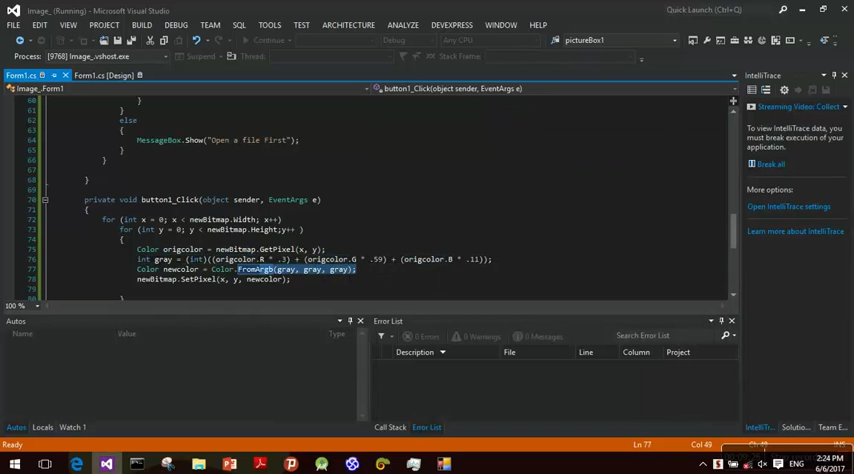 Image_ (Running) - Microsoft Visual Studio
Quick Launch (Ctrl+Q)
FILE EDIT VIEW PROJECT BUILD DEBUG TEAM SQL TOOLS TEST ARCHITECTURE ANALYZE DEVEXPRESS WINDOW HELP
Continue Debug Any CPU pictureBox1
Process: [9768] Image_.vshost.exe Suspend Thread: Stack Frame:
Form1.cs Form1.cs [Design]
Image_.Form1 button1_Click(object sender, EventArgs e)
60 }
61 }
62 else
63 {
64 MessageBox.Show("Open a file First");
65 }
66 }
67
68 }
69
70 private void button1_Click(object sender, EventArgs e)
71 {
72 for (int x = 0; x < newBitmap.Width; x++)
73 for (int y = 0; y < newBitmap.Height;y++ )
74 {
75 Color origcolor = newBitmap.GetPixel(x, y);
76 int gray = (int)((origcolor.R * .3) + (origcolor.G * .59) + (origcolor.B * .11));
77 Color newcolor = Color.FromArgb(gray, gray, gray);
78 newBitmap.SetPixel(x, y, newcolor);
79
80 }
100 %
IntelliTrace
Streaming Video: Collect
To view IntelliTrace data, you must break execution of your application.
Break all
More options:
Open IntelliTrace settings
Learn more about IntelliTrace
Autos
Name Value Type
Autos Locals Watch 1
Error List
0 Errors 0 Warnings 0 Messages Search Error List
Description File Line Column Project
Call Stack Error List
IntelliTr... Solutio... Team E...
Ready Ln 77 Col 49 Ch 49
ENG 2:24 PM
6/6/2017